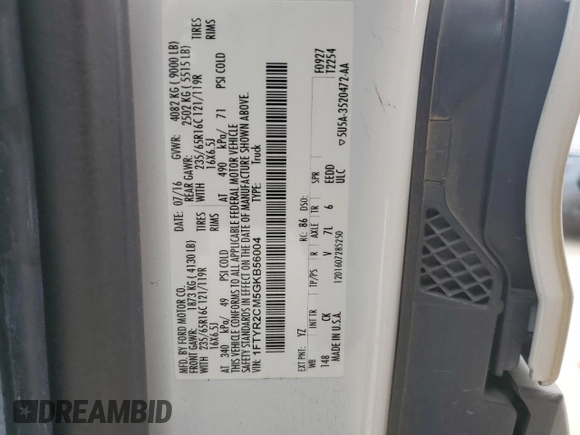 MFD. BY FORD MOTOR CO.
DATE: 07/16
GVWR: 4082 KG ( 9000 LB)
FRONT GAWR: 1873 KG ( 4130 LB)
REAR GAWR: 2502 KG ( 5515 LB)
WITH 235/65R16C 121/119R TIRES
WITH 235/65R16C 121/119R TIRES
16X6.5J RIMS
16X6.5J RIMS
AT 340 kPa/ 49 PSI COLD
AT 490 kPa/ 71 PSI COLD
THIS VEHICLE CONFORMS TO ALL APPLICABLE FEDERAL MOTOR VEHICLE
SAFETY STANDARDS IN EFFECT ON THE DATE OF MANUFACTURE SHOWN ABOVE.
VIN: 1FTYR2CM5GKB56004
TYPE: Truck
F0927
T2254
EXT PNT: YZ RC: 86 DSO:
WB INT TR TP/PS R AXLE TR SPR
148 CK V 7L 6 EEDD
ULC
MADE IN U.S.A.
1201607285250
▽ 5U5A-3520472-AA
© DREAMBID
DREAMBID